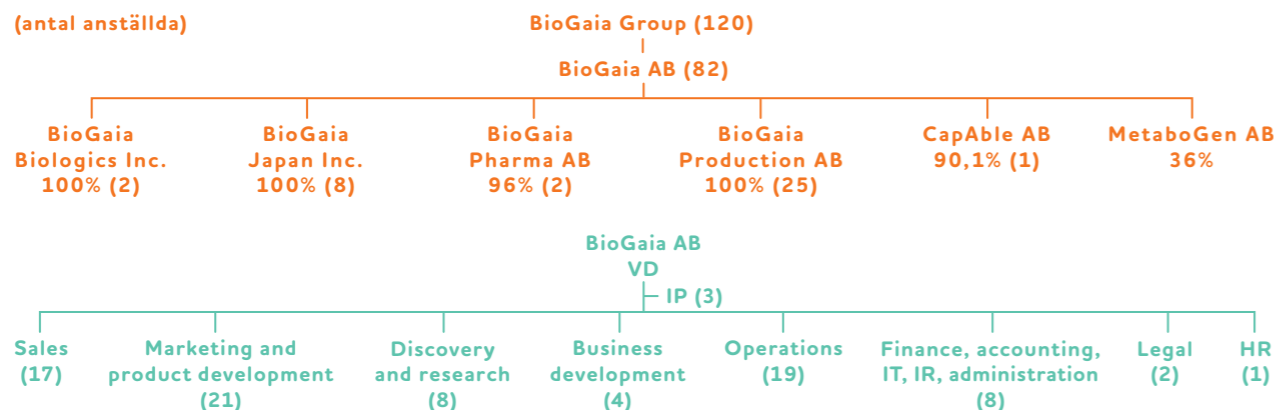 (antal anställda)
BioGaia Group (120)
BioGaia AB (82)
BioGaia
Biologics Inc.
100% (2)
BioGaia
Japan Inc.
100% (8)
BioGaia
Pharma AB
96% (2)
BioGaia
Production AB
100% (25)
CapAble AB
90,1% (1)
MetaboGen AB
36%
BioGaia AB
VD
IP (3)
Sales
(17)
Marketing and
product development
(21)
Discovery
and research
(8)
Business
development
(4)
Operations
(19)
Finance, accounting,
IT, IR, administration
(8)
Legal
(2)
HR
(1)